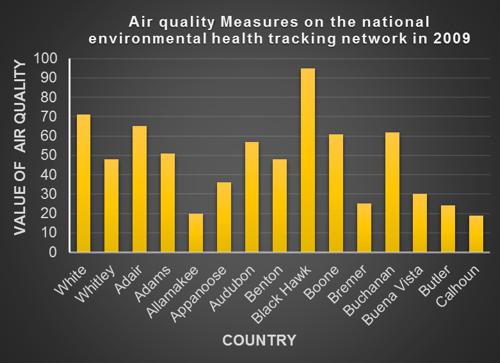 Air quality Measures on the national
environmental health tracking network in 2009
VALUE OF AIR QUALITY
100
90
80
70
60
50
40
30
20
10
0
White
Whitley
Adair
Adams
Allamakee
Appanoose
Audubon
Benton
Black Hawk
Boone
Bremer
Buchanan
Buena Vista
Butler
Calhoun
COUNTRY